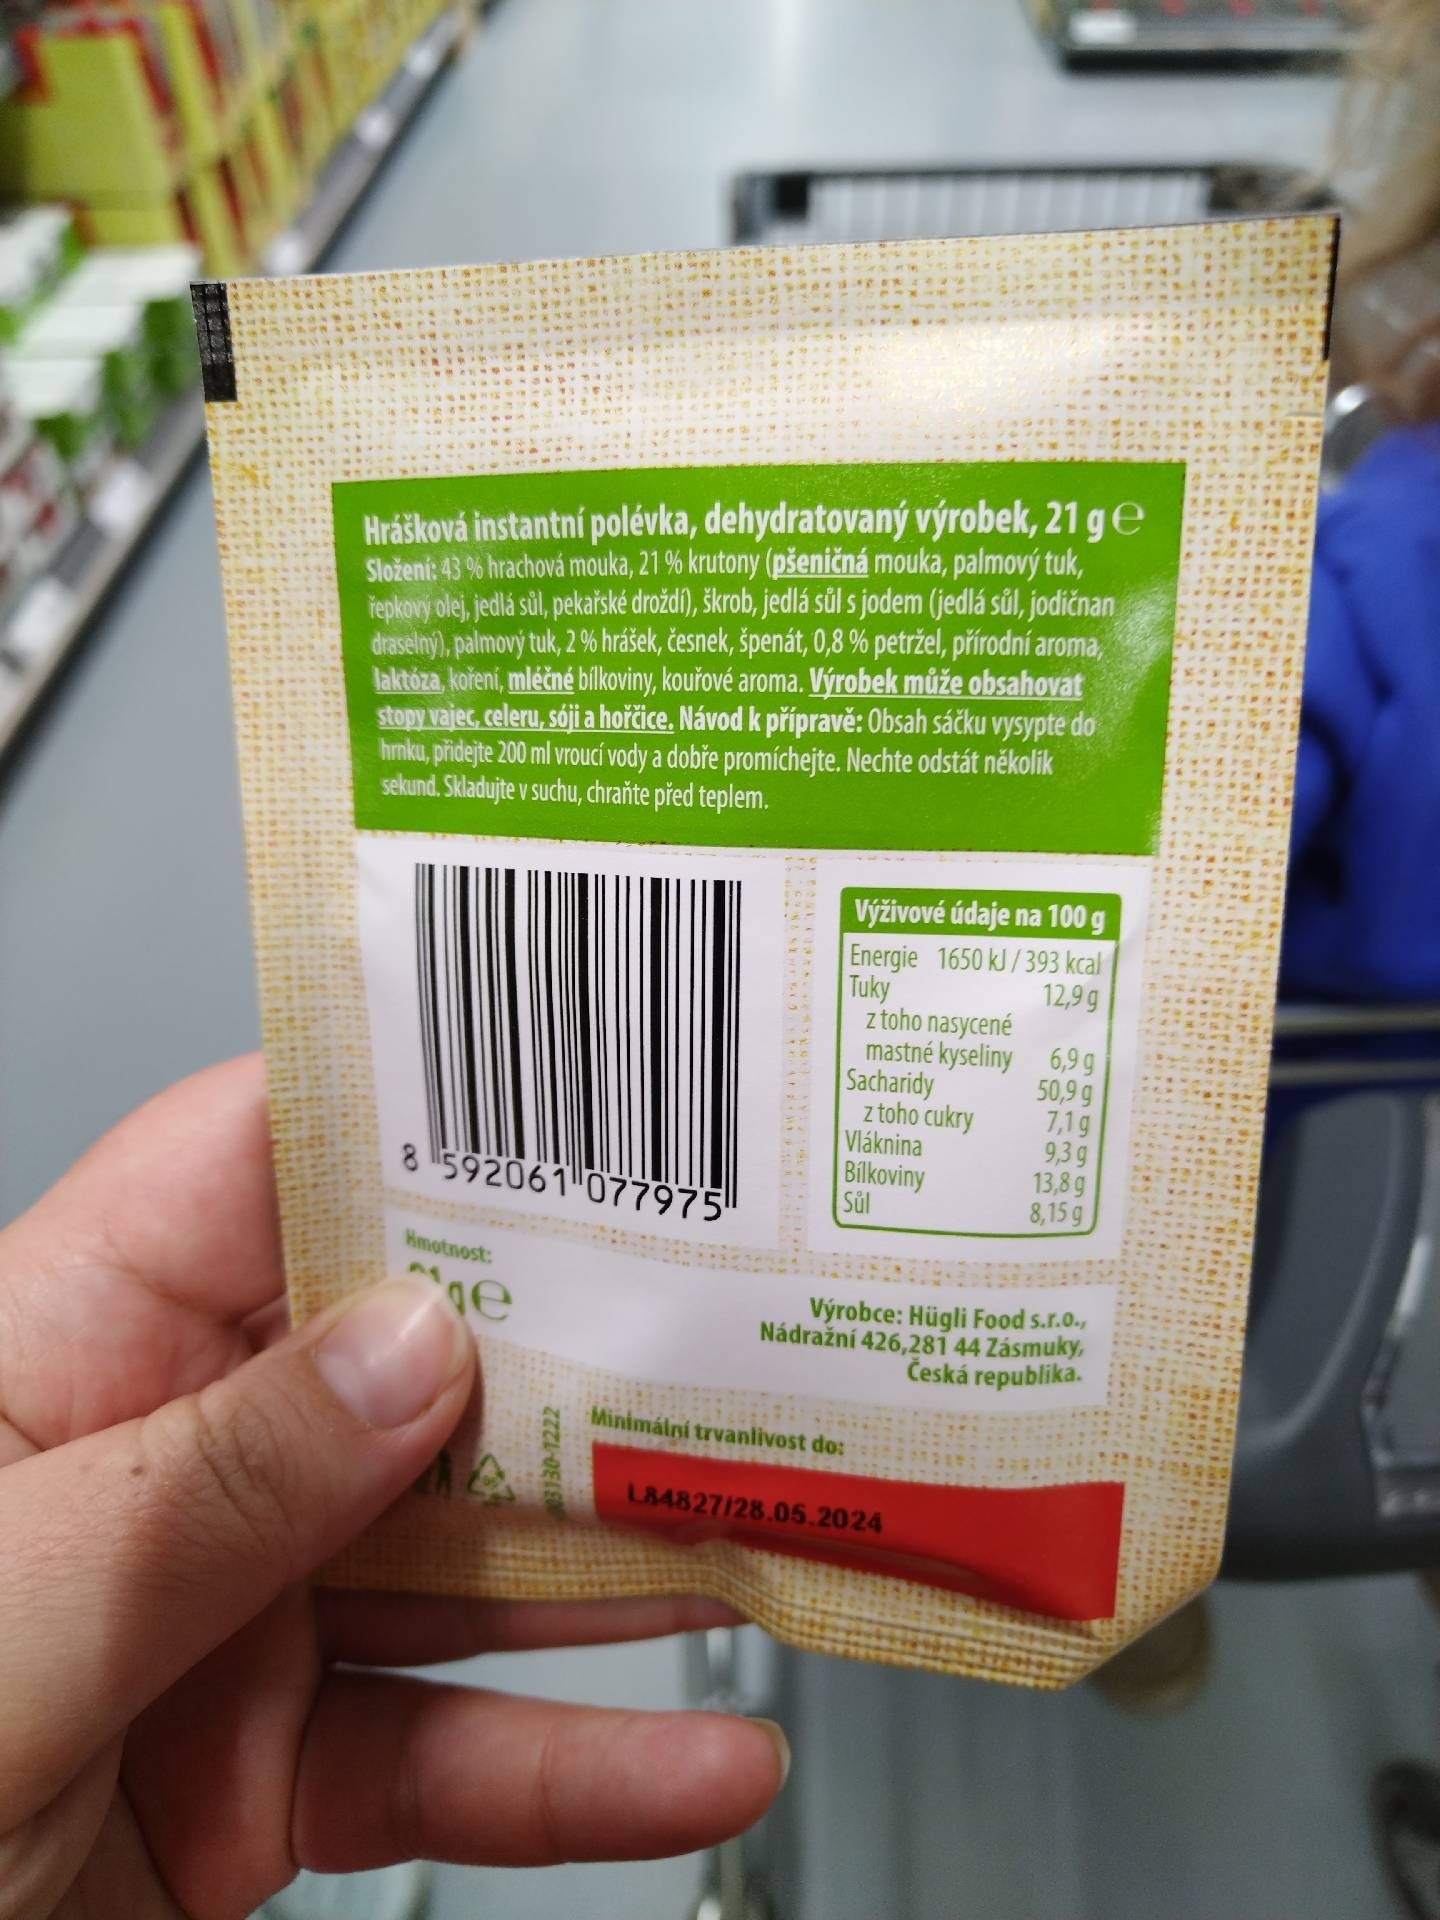 Hrášková instantní polévka, dehydratovaný výrobek, 21 g ℮
Složení: 43 % hrachová mouka, 21 % krutony (pšeničná mouka, palmový tuk,
řepkový olej, jedlá sůl, pekařské droždí), škrob, jedlá sůl s jodem (jedlá sůl, jodičnan
draselný), palmový tuk, 2 % hrášek, česnek, špenát, 0,8 % petržel, přírodní aroma,
laktóza, koření, mléčné bílkoviny, kouřové aroma. Výrobek může obsahovat
stopy vajec, celeru, sóji a hořčice. Návod k přípravě: Obsah sáčku vysypte do
hrnku, přidejte 200 ml vroucí vody a dobře promíchejte. Nechte odstát několik
sekund. Skladujte v suchu, chraňte před teplem.
8 592061 077975
Výživové údaje na 100 g
Energie 1650 kJ / 393 kcal
Tuky 12,9 g
z toho nasycené
mastné kyseliny 6,9 g
Sacharidy 50,9 g
z toho cukry 7,1 g
Vláknina 9,3 g
Bílkoviny 13,8 g
Sůl 8,15 g
Hmotnost:
21g℮
Výrobce: Hügli Food s.r.o.,
Nádražní 426,281 44 Zásmuky,
Česká republika.
03130-1222
Minimální trvanlivost do:
L84827/28.05.2024